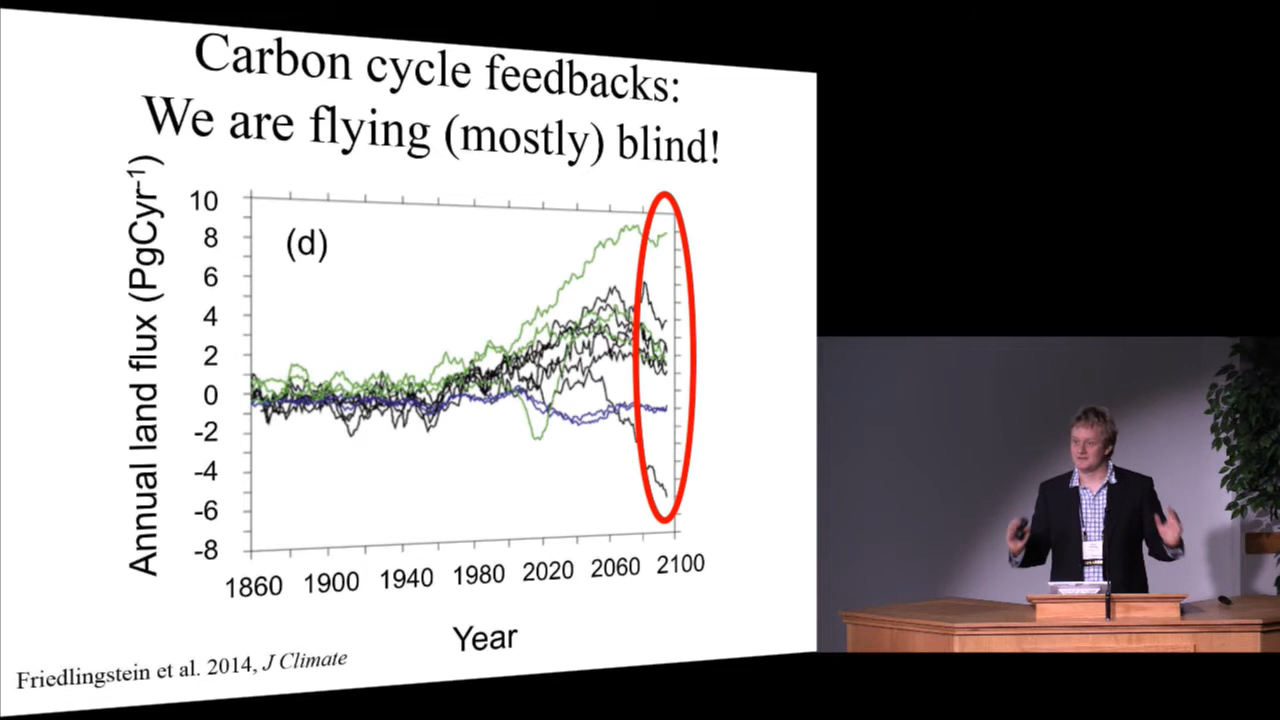 Carbon cycle feedbacks:
We are flying (mostly) blind!
Annual land flux (PgCyr-1)
10
8
6
4
2
0
-2
-4
-6
-8
(d)
1860 1900 1940 1980 2020 2060 2100
Year
Friedlingstein et al. 2014, J Climate